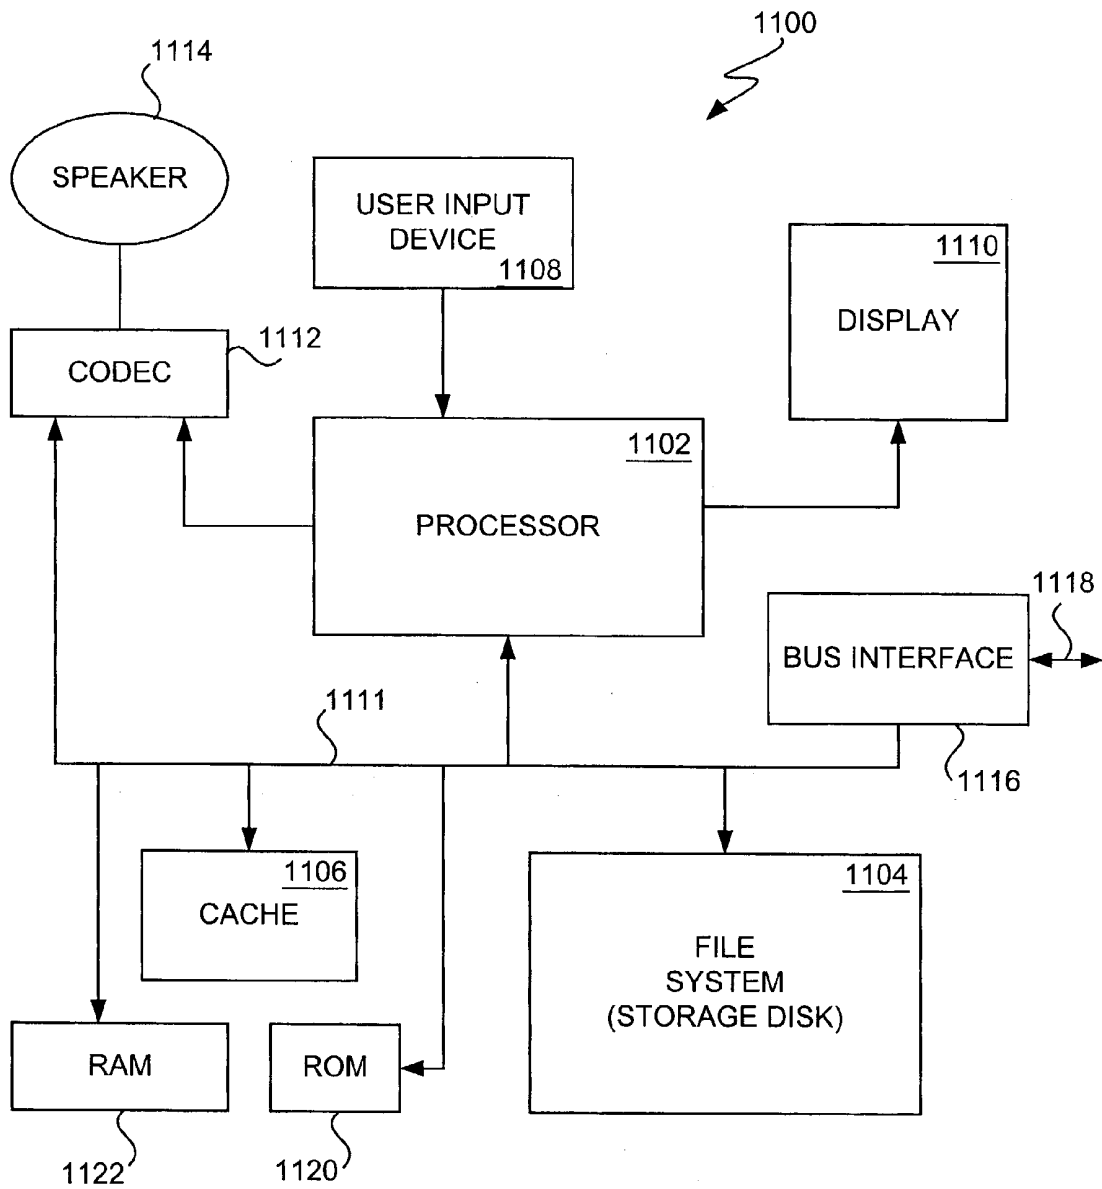 1100
1114
SPEAKER
USER INPUT
DEVICE
1108
1110
DISPLAY
1112
CODEC
1102
PROCESSOR
1118
BUS INTERFACE
1111
1116
1106
CACHE
1104
FILE
SYSTEM
(STORAGE DISK)
RAM
ROM
1122
1120